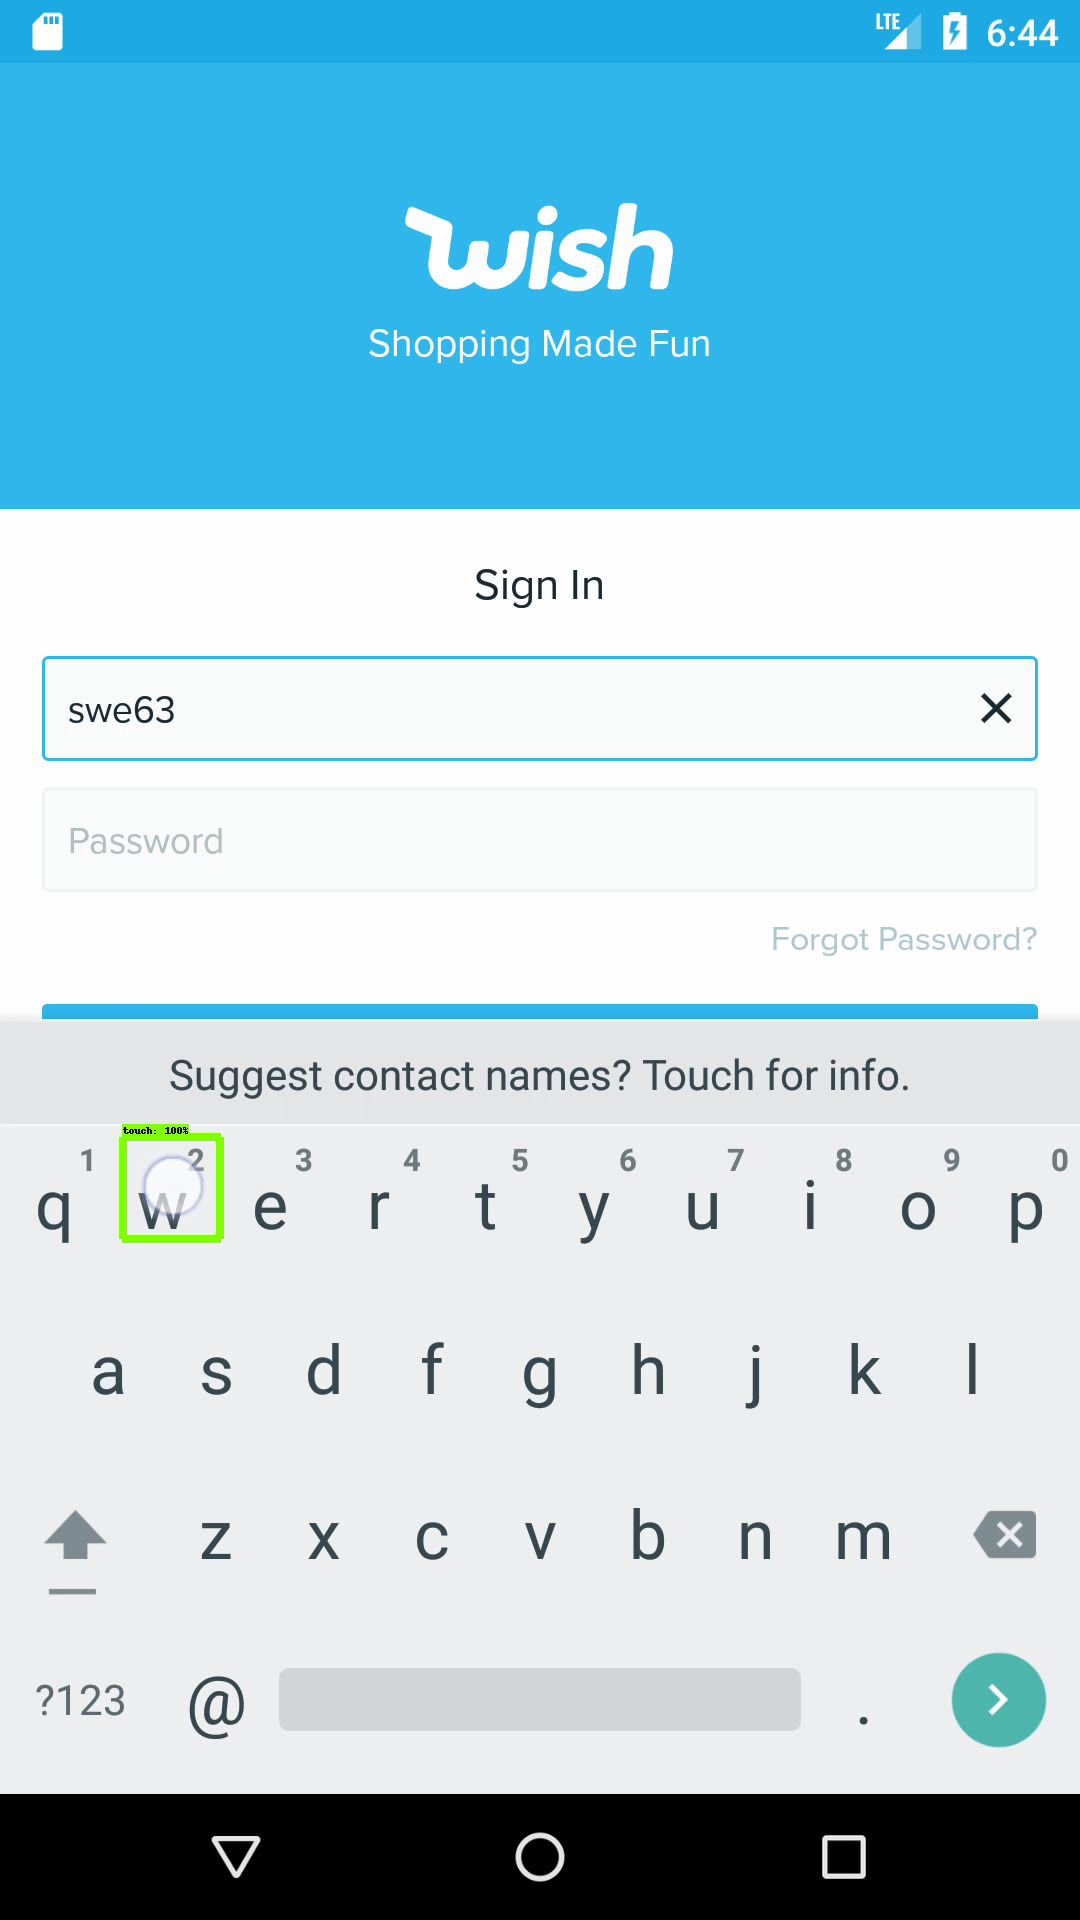 LTE 6:44
wish
Shopping Made Fun
Sign In
swe63
Password
Forgot Password?
Suggest contact names? Touch for info.
touch: 100%
1 2 3 4 5 6 7 8 9 0
q w e r t y u i o p
a s d f g h j k l
z x c v b n m
?123 @ .